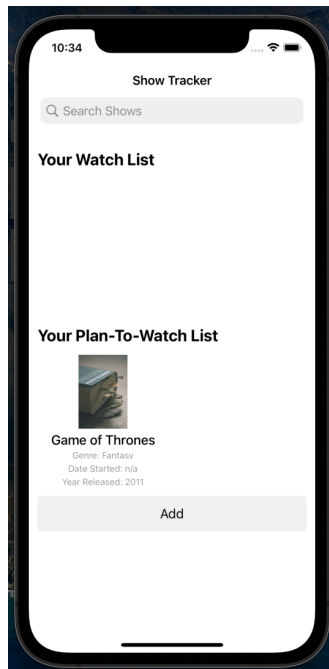 10:34
Show Tracker
Search Shows
Your Watch List
Your Plan-To-Watch List
Game of Thrones
Genre: Fantasy
Date Started: n/a
Year Released: 2011
Add